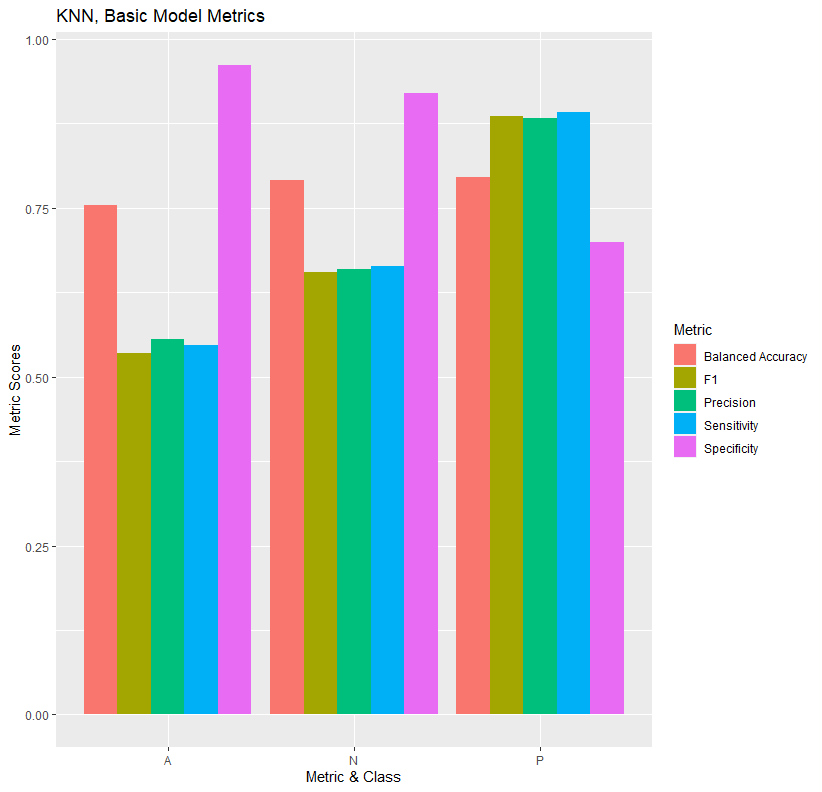 KNN, Basic Model Metrics
1.00
0.75
0.50
0.25
0.00
Metric Scores
A
N
P
Metric & Class
Metric
Balanced Accuracy
F1
Precision
Sensitivity
Specificity